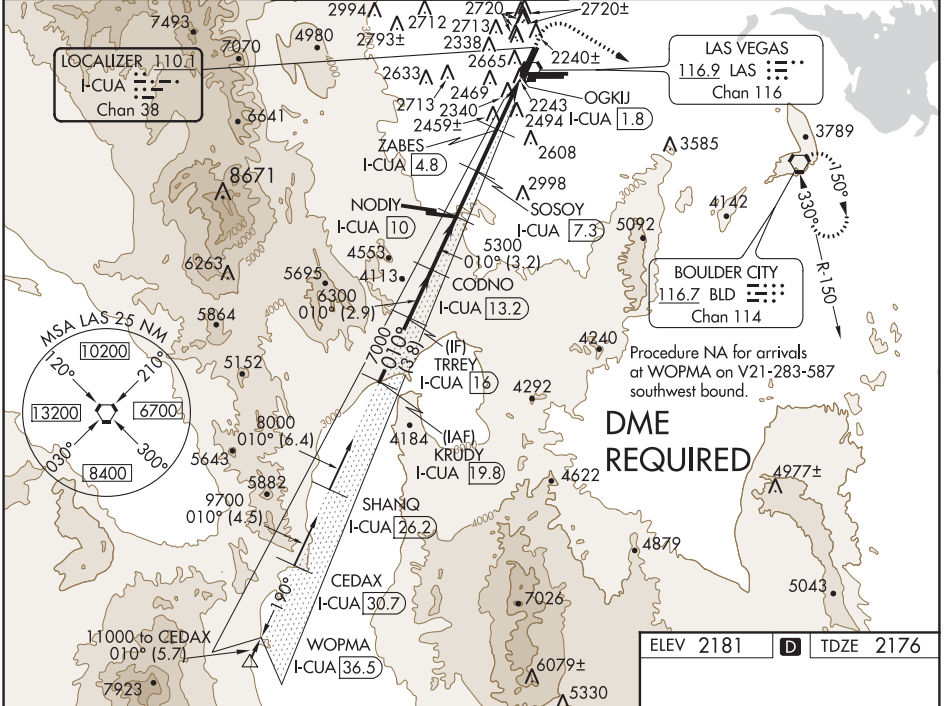 7493
2994
2793±
2712
2720
2713
2338
2720±
2240±
4980
7070
LOCALIZER 110.1
I-CUA
Chan 38
6641
2665
2633
2469
2713
2340
2459±
2243
2494
OGKIJ
I-CUA 1.8
LAS VEGAS
116.9 LAS
Chan 116
3789
ZABES
I-CUA 4.8
2608
3585
8671
2998
NODIY
I-CUA 10
SOSOY
I-CUA 7.3
150°
330°
4142
5092
R-150
6263
5695
4553
4113
5300
010° (3.2)
6300
010° (2.9)
CODNO
I-CUA 13.2
BOULDER CITY
116.7 BLD
Chan 114
5864
MSA LAS 25 NM
10200
120°
210°
13200
6700
030°
300°
8400
5152
7000
010°
(3.8)
(IF)
TRREY
I-CUA 16
4240
Procedure NA for arrivals
at WOPMA on V21-283-587
southwest bound.
4292
DME
REQUIRED
8000
010° (6.4)
4184
(IAF)
KRUDY
I-CUA 19.8
5643
5882
4622
4977±
9700
010° (4.5)
SHANQ
I-CUA 26.2
4000
4879
CEDAX
I-CUA 30.7
190°
7026
5043
11000 to CEDAX
010° (5.7)
WOPMA
I-CUA 36.5
7923
6079±
5330
ELEV 2181
D
TDZE 2176